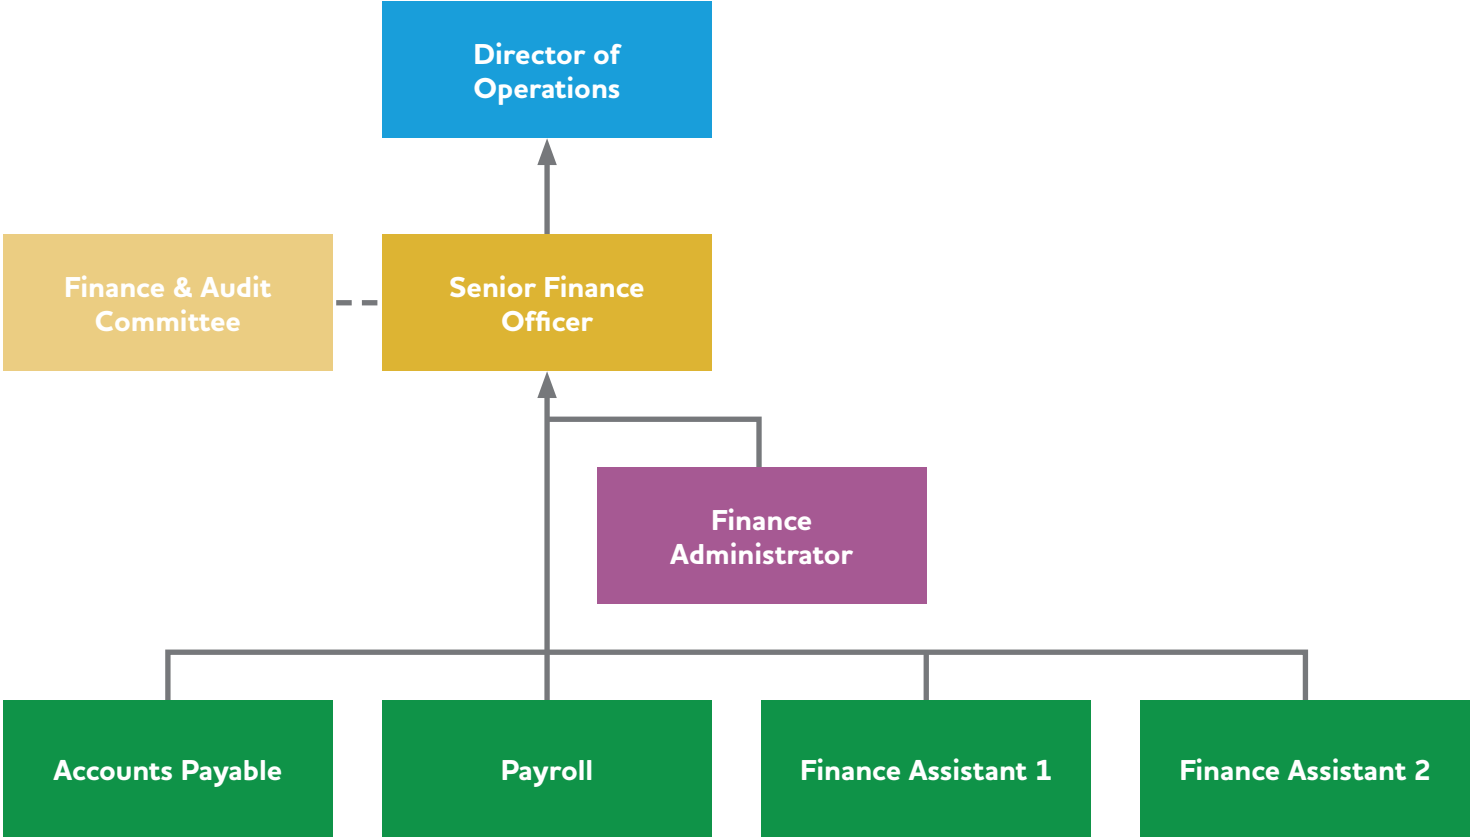 Director of
Operations
Finance & Audit
Committee
Senior Finance
Officer
Finance
Administrator
Accounts Payable
Payroll
Finance Assistant 1
Finance Assistant 2